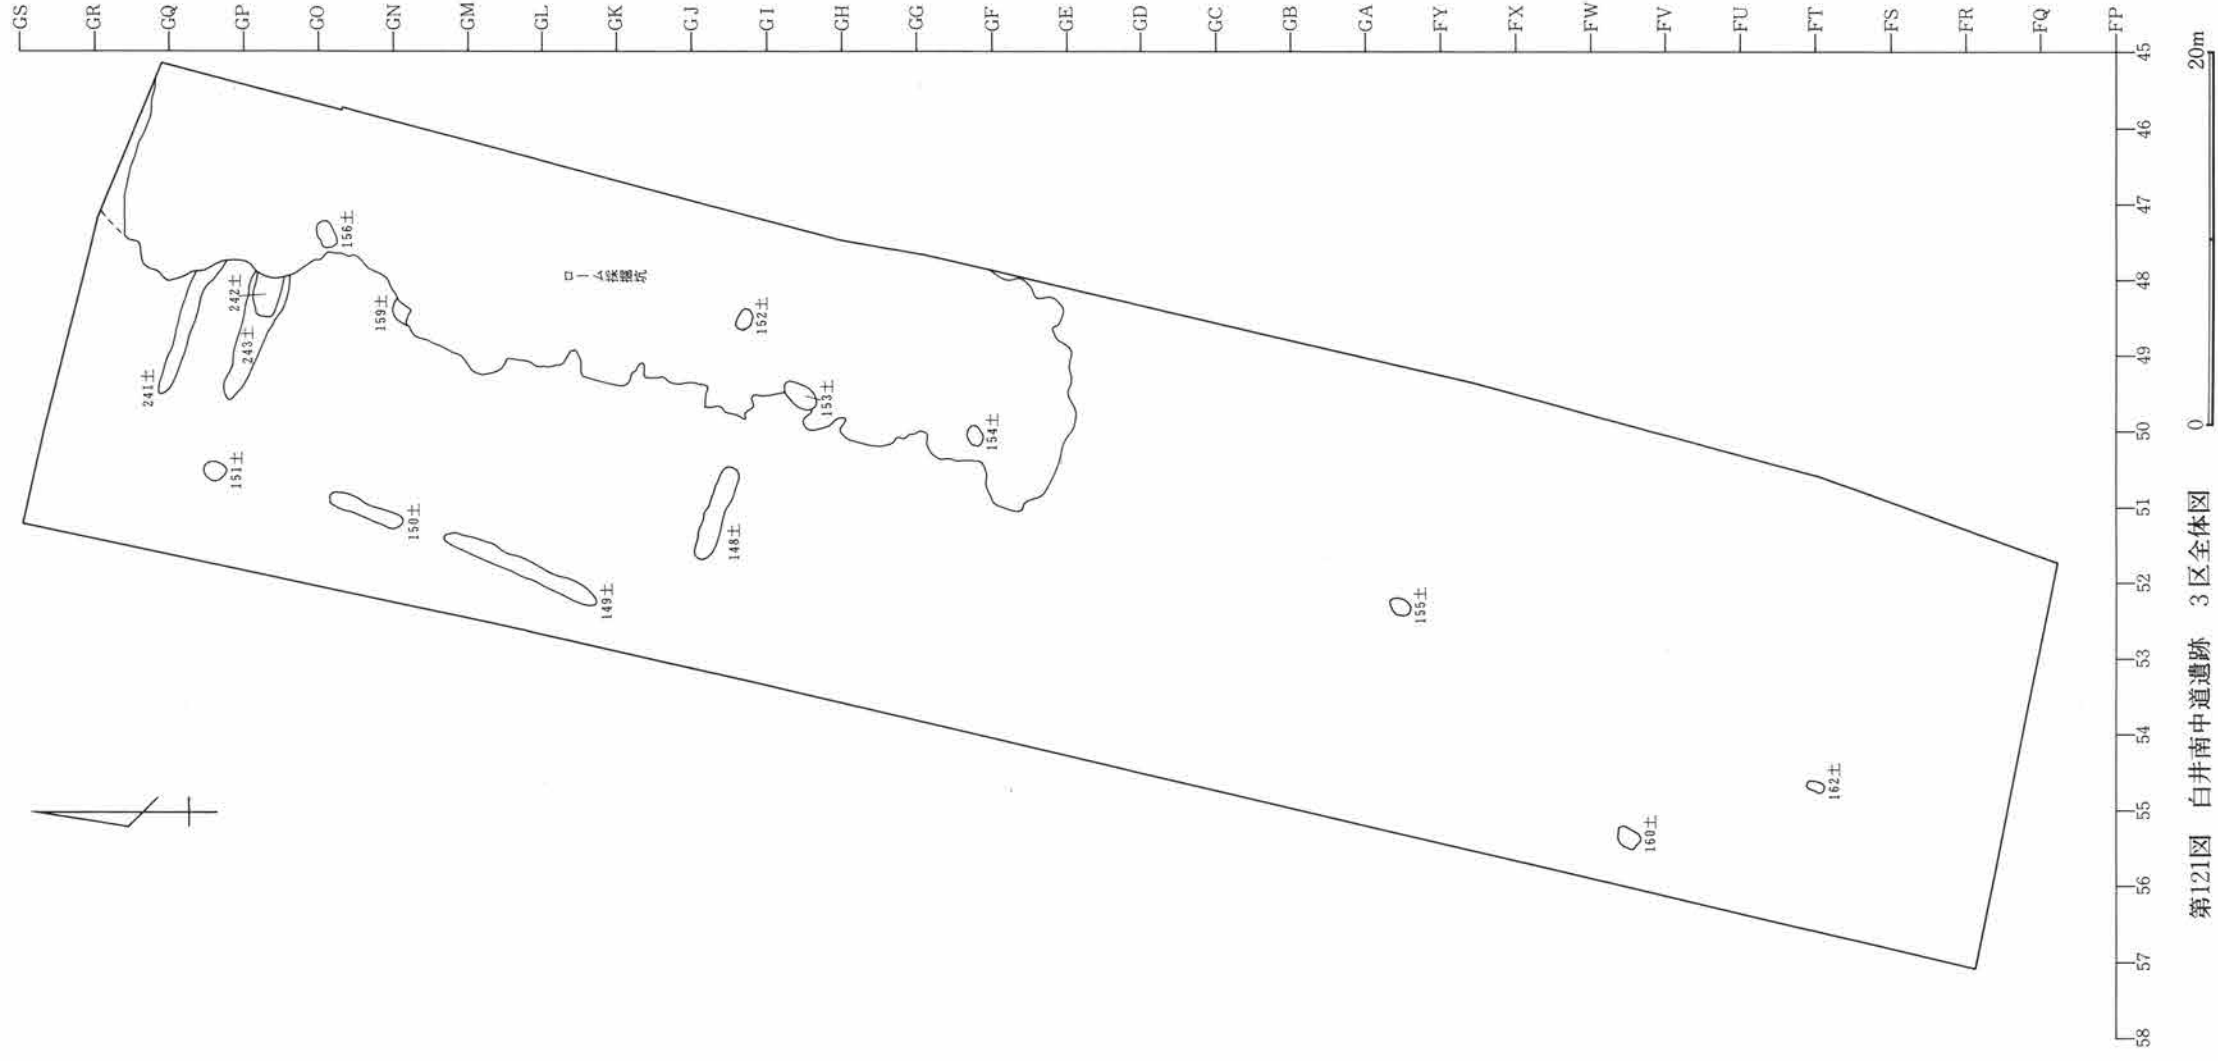 GS
GR
GQ
GP
GO
GN
GM
GL
GK
GJ
GI
GH
GG
GF
GE
GD
GC
GB
GA
FY
FX
FW
FV
FU
FT
FS
FR
FQ
FP
45
46
47
48
49
50
51
52
53
54
55
56
57
58
156土
242土
243土
241土
159土
ローム採掘坑
152土
153土
154土
151土
150土
149土
148土
155土
160土
162土
0 20m
第121図 白井南中道遺跡 3区全体図